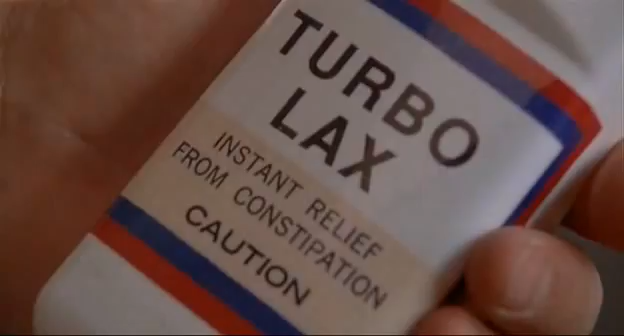 TURBO
LAX
INSTANT RELIEF
FROM CONSTIPATION
CAUTION